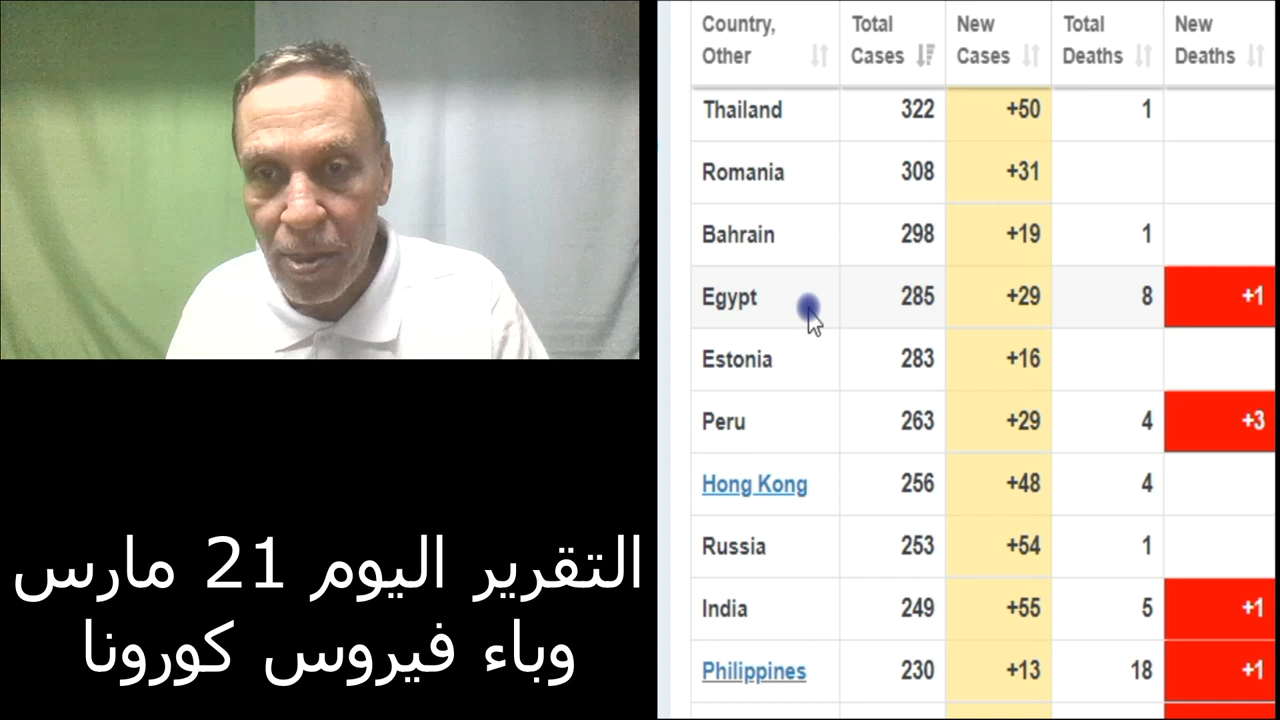 Country, Other Total Cases New Cases Total Deaths New Deaths
Thailand 322 +50 1
Romania 308 +31
Bahrain 298 +19 1
Egypt 285 +29 8 +1
Estonia 283 +16
Peru 263 +29 4 +3
Hong Kong 256 +48 4
Russia 253 +54 1
India 249 +55 5 +1
Philippines 230 +13 18 +1
التقرير اليوم 21 مارس
وباء فيروس كورونا